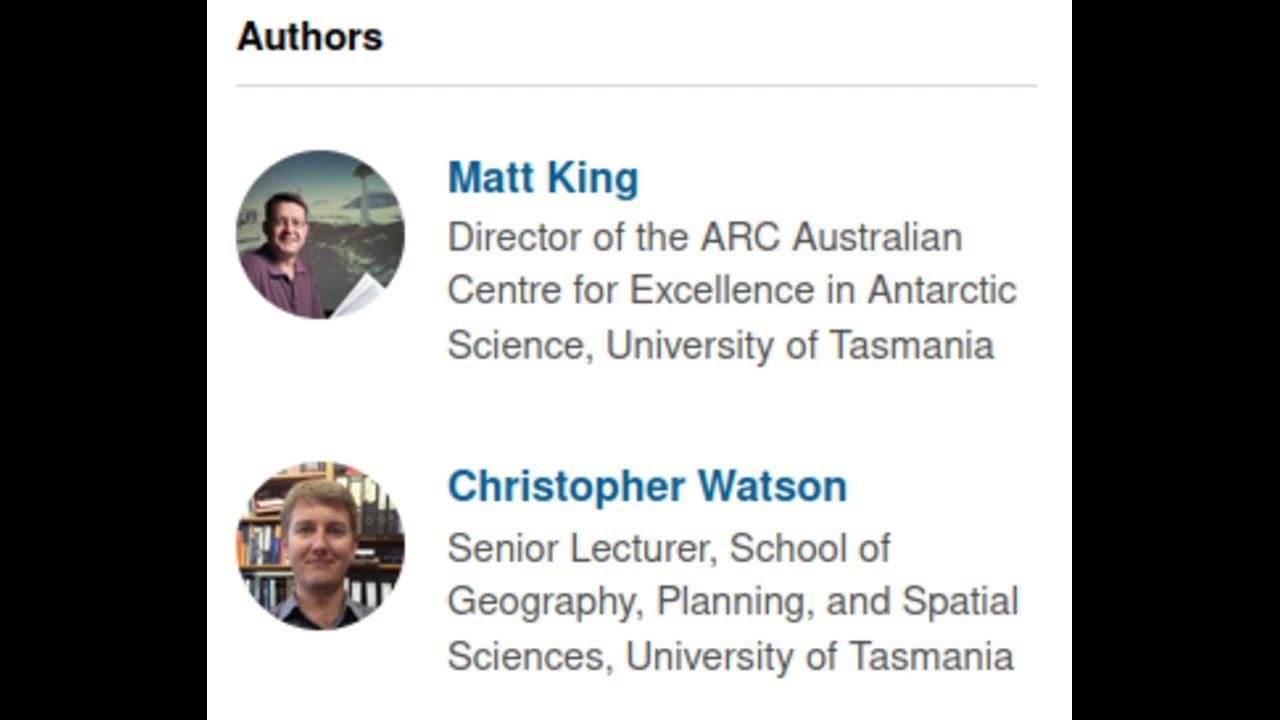 Authors
Matt King
Director of the ARC Australian
Centre for Excellence in Antarctic
Science, University of Tasmania
Christopher Watson
Senior Lecturer, School of
Geography, Planning, and Spatial
Sciences, University of Tasmania